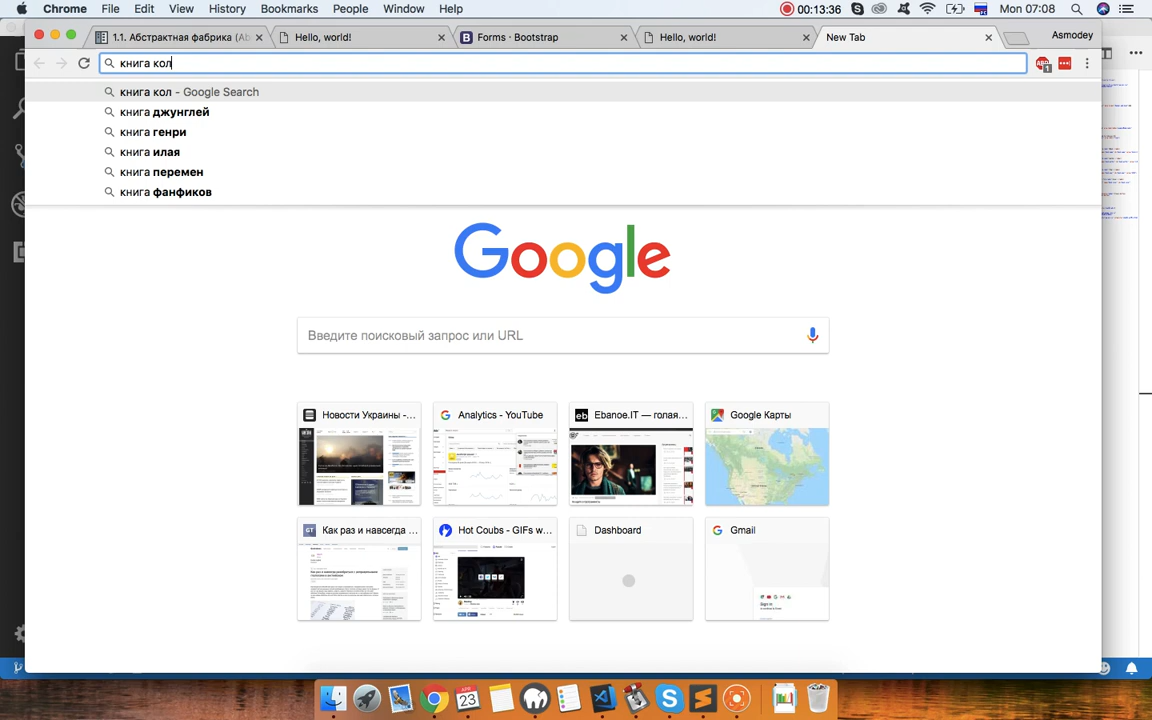 Chrome File Edit View History Bookmarks People Window Help 00:13:36 Mon 07:08
1.1. Абстрактная фабрика (Ab
Hello, world!
Forms · Bootstrap
Hello, world!
New Tab
Asmodey
книга кол
книга кол - Google Search
книга джунглей
книга генри
книга илая
книга перемен
книга фанфиков
Google
Введите поисковый запрос или URL
Новости Украины -...
Analytics - YouTube
Ebanoe.IT — голая...
Google Карты
Как раз и навсегда ...
Hot Coubs - GIFs w...
Dashboard
Gmail